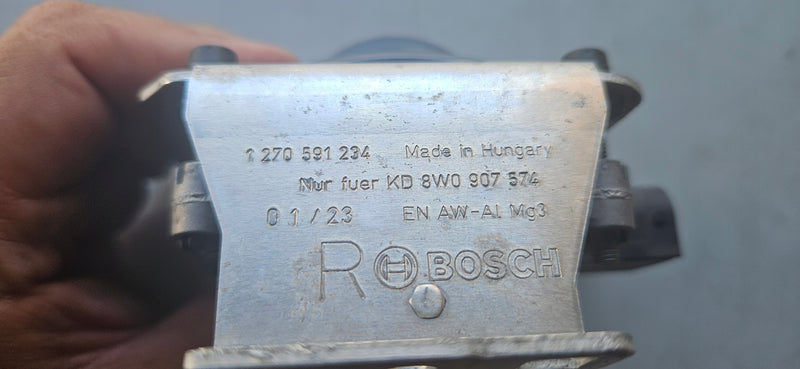 1 270 591 234 Made in Hungary
Nur fuer KD 8W0 907 574
01/23 EN AW-AL Mg3
R BOSCH